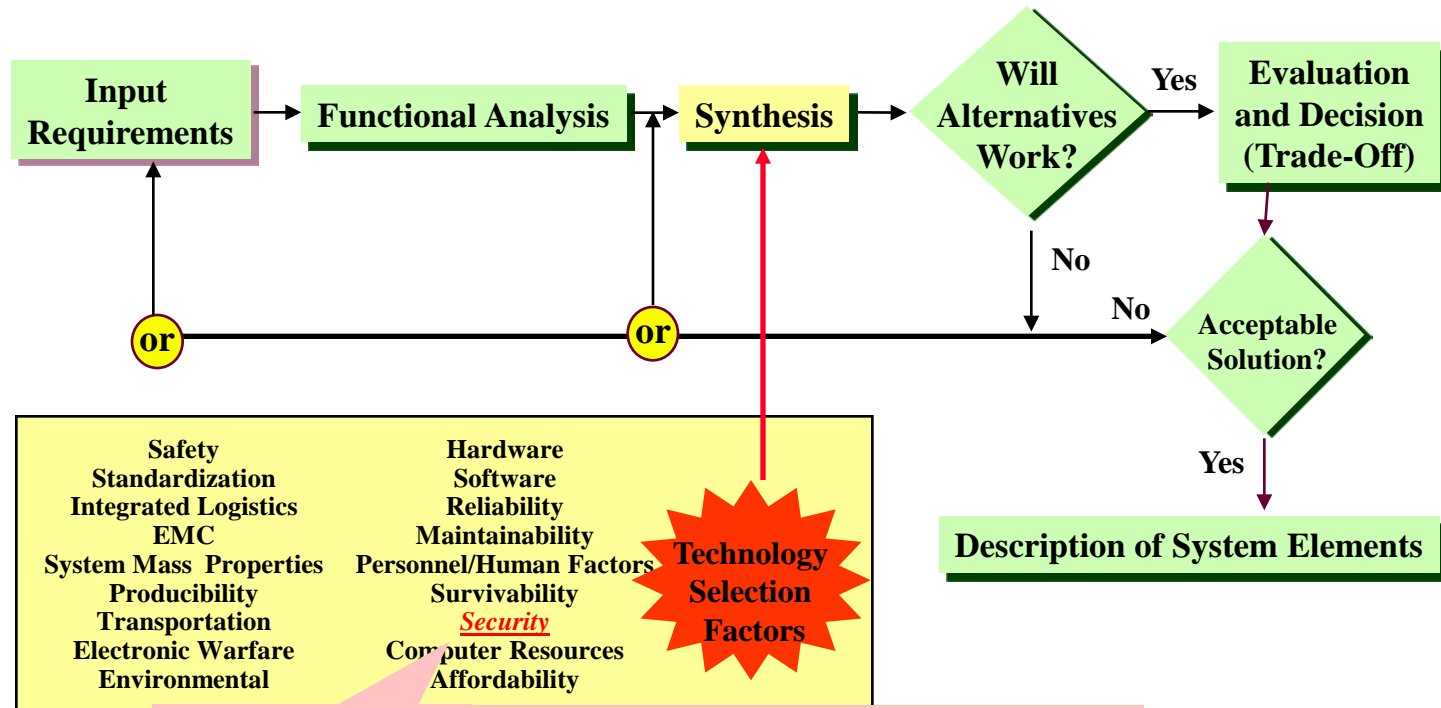 Input
Requirements
Functional Analysis
Synthesis
Will
Alternatives
Work?
Yes
Evaluation
and Decision
(Trade-Off)
No
No
Acceptable
Solution?
or
or
Yes
Description of System Elements
Safety
Standardization
Integrated Logistics
EMC
System Mass Properties
Producibility
Transportation
Electronic Warfare
Environmental
Hardware
Software
Reliability
Maintainability
Personnel/Human Factors
Survivability
Security
Computer Resources
Affordability
Technology
Selection
Factors